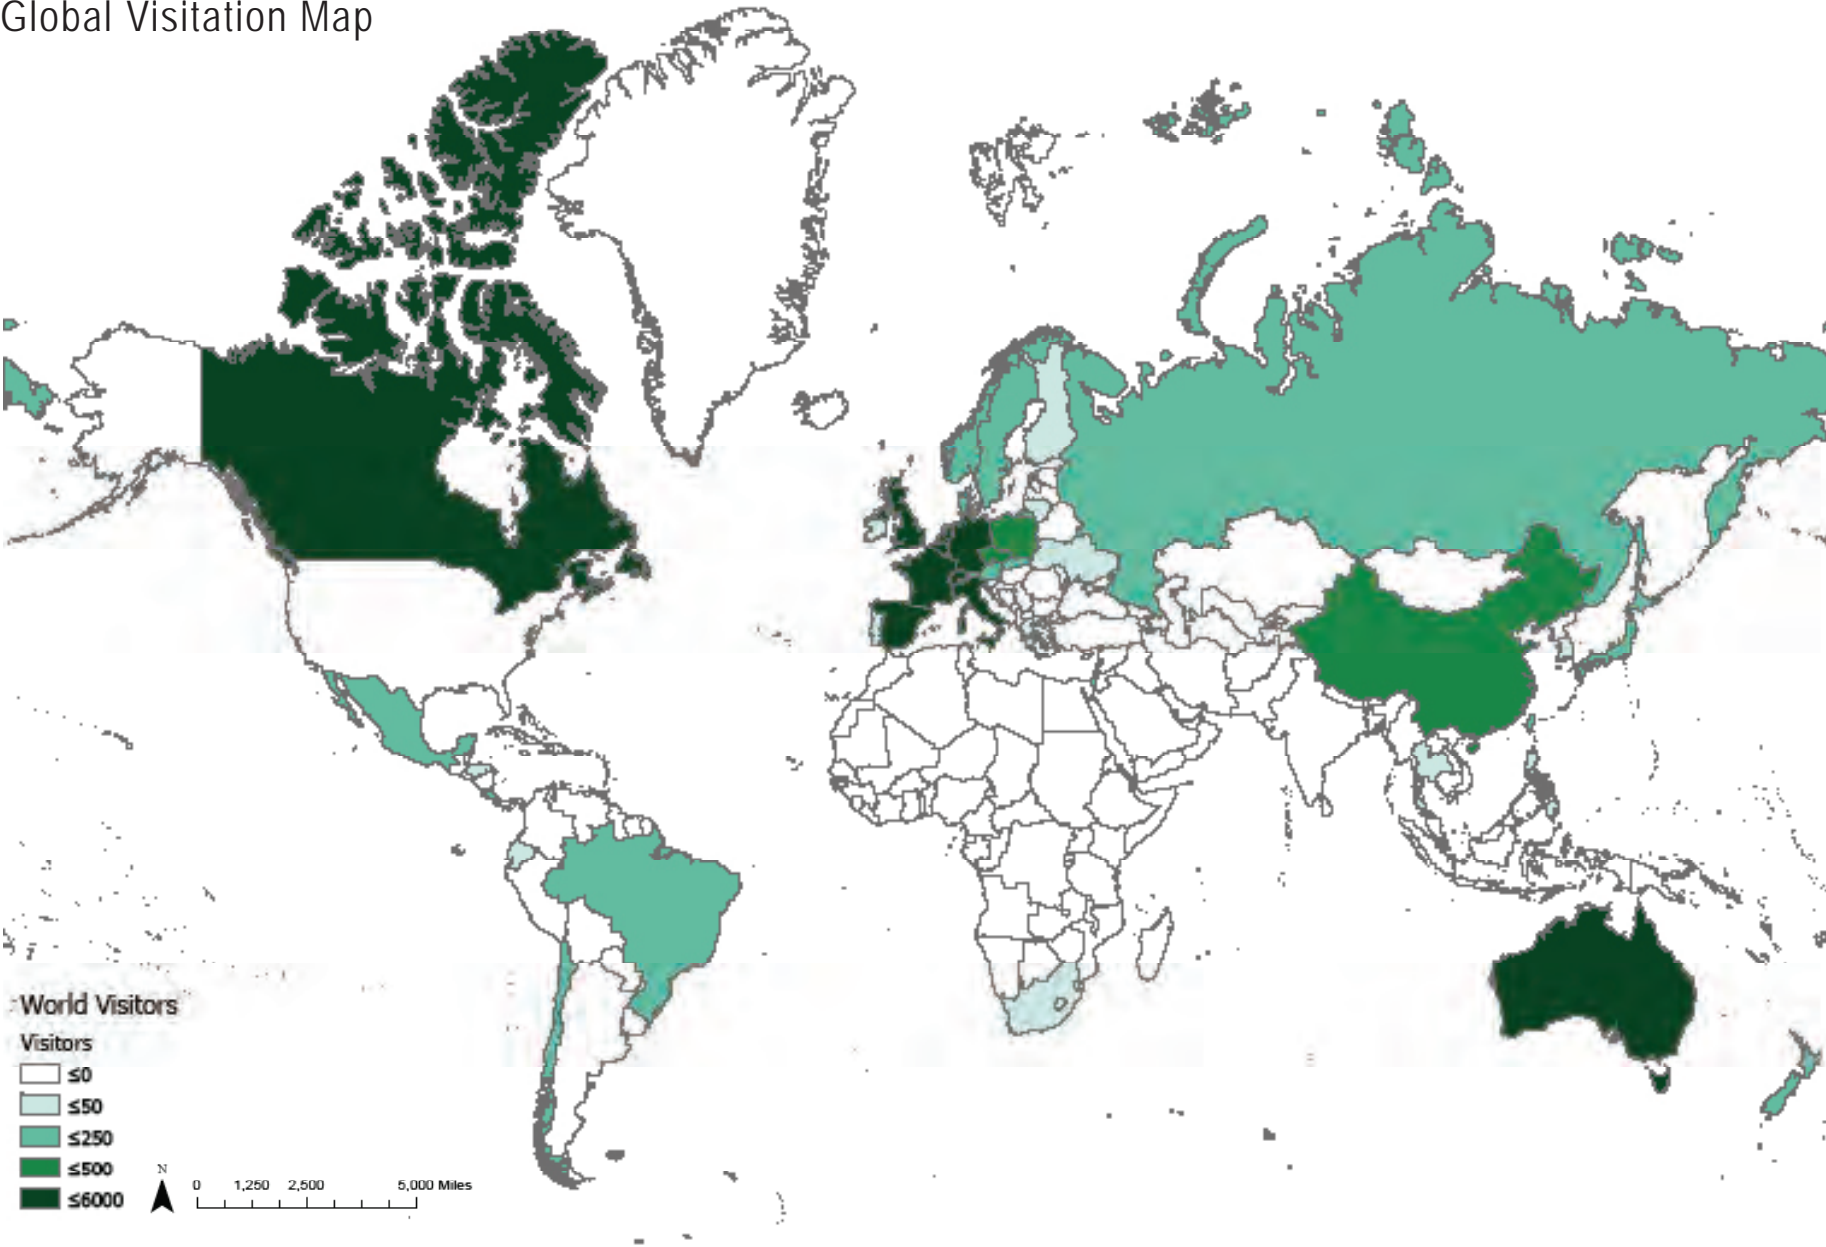 Global Visitation Map
World Visitors
Visitors
≤0
≤50
≤250
≤500
≤6000
N
0 1,250 2,500 5,000 Miles